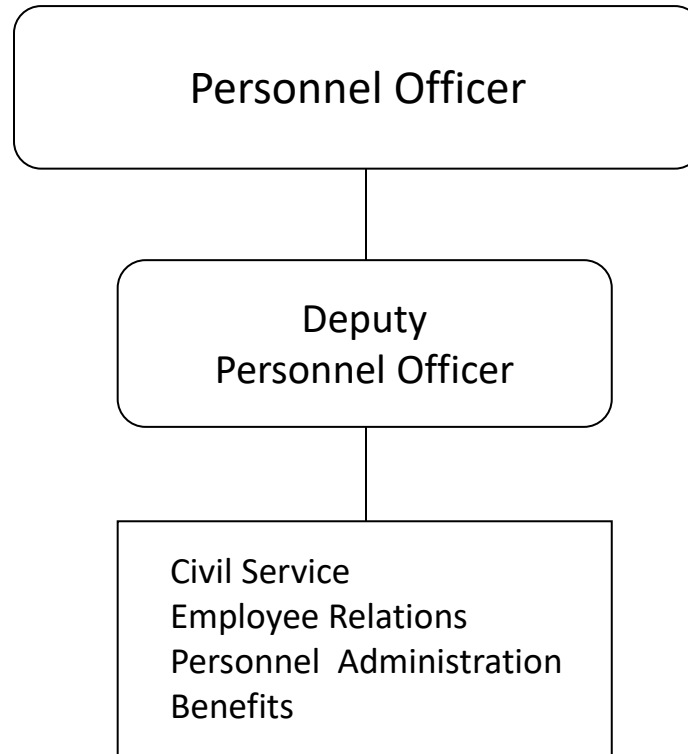 Personnel Officer
Deputy
Personnel Officer
Civil Service
Employee Relations
Personnel  Administration
Benefits